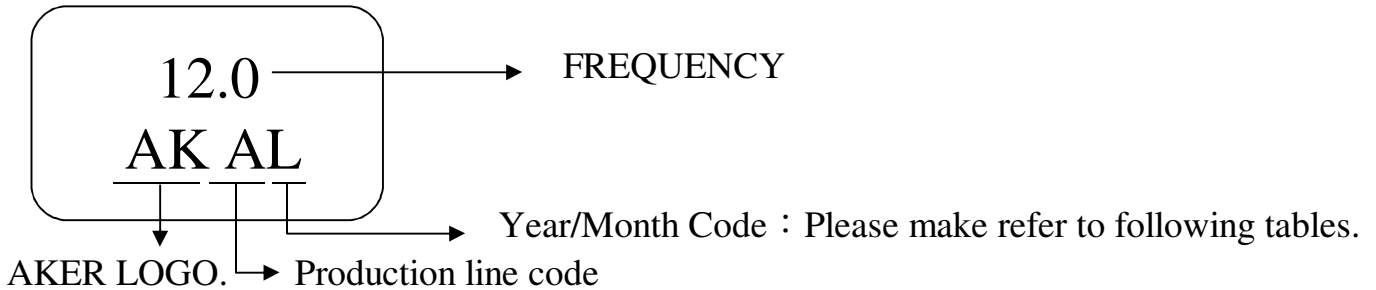 12.0 FREQUENCY
AK AL
Year/Month Code：Please make refer to following tables.
AKER LOGO. Production line code